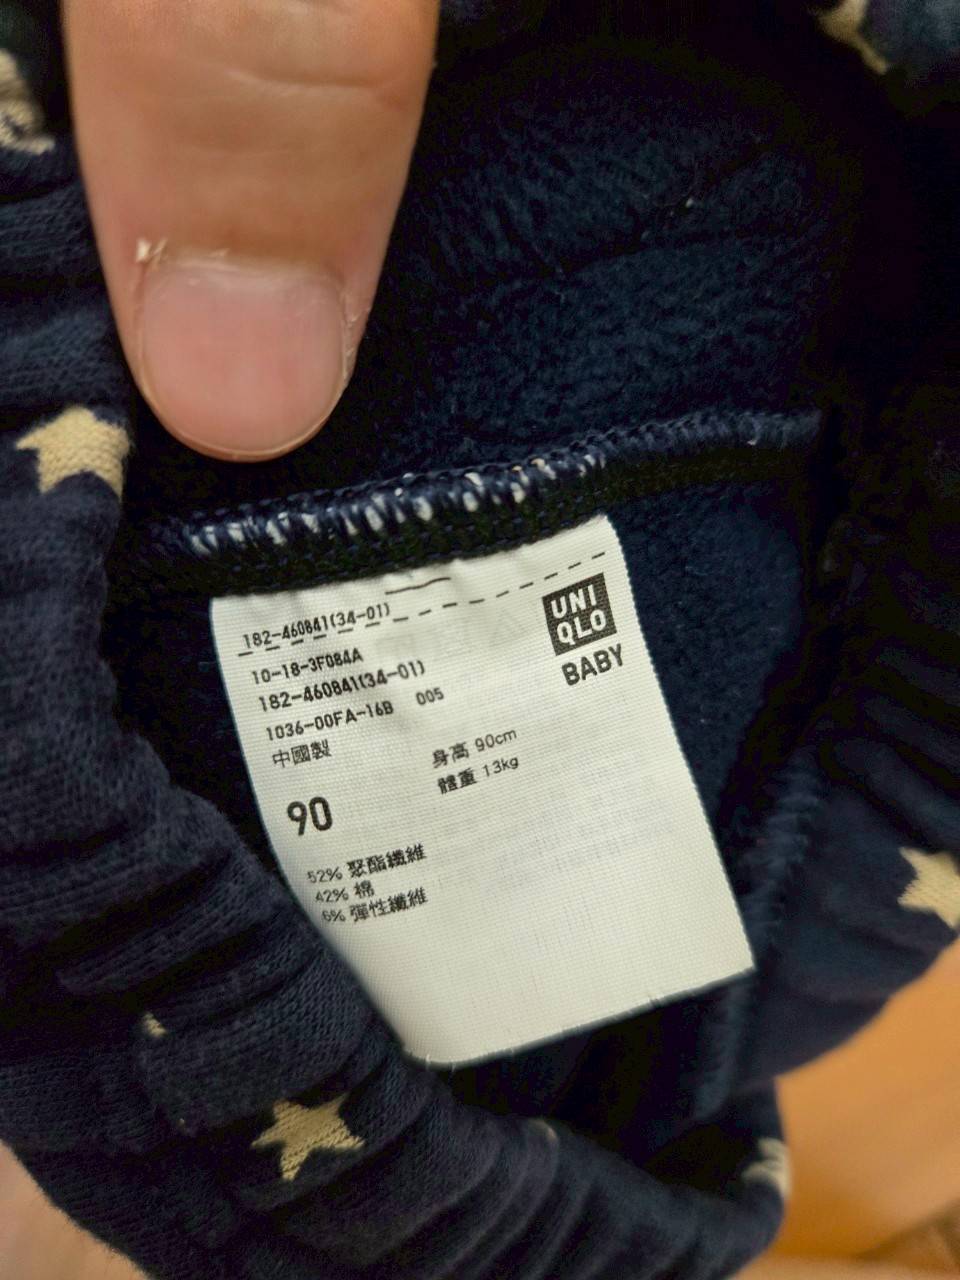 182-460841(34-01)
10-18-3F084A
182-460841(34-01)
1036-00FA-16B 005
中國製
UNI
QLO
BABY
身高 90cm
體重 13kg
90
52% 聚酯纖維
42% 棉
6% 彈性纖維